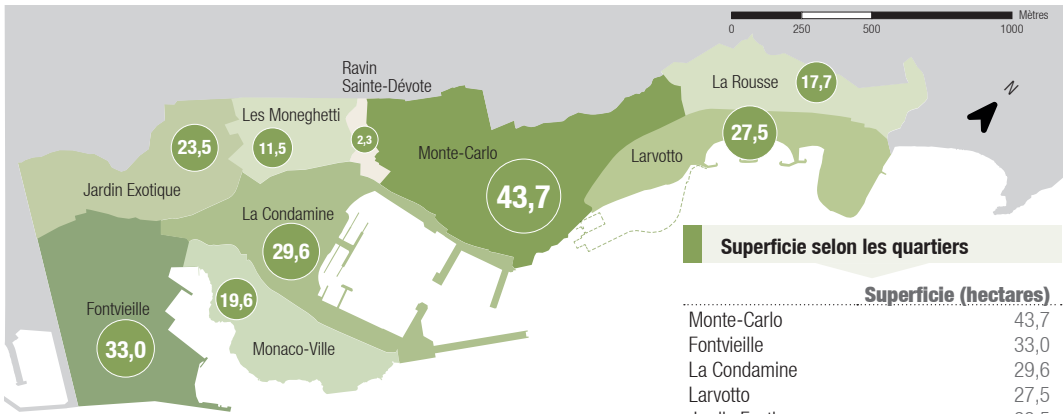 Mètres
0 250 500 1000
N
Ravin
Sainte-Dévote
La Rousse
17,7
Les Moneghetti
23,5
11,5
2,3
27,5
Monte-Carlo
Larvotto
43,7
Jardin Exotique
La Condamine
29,6
19,6
Fontvieille
33,0
Monaco-Ville
Superficie selon les quartiers
Superficie (hectares)
Monte-Carlo 43,7
Fontvieille 33,0
La Condamine 29,6
Larvotto 27,5